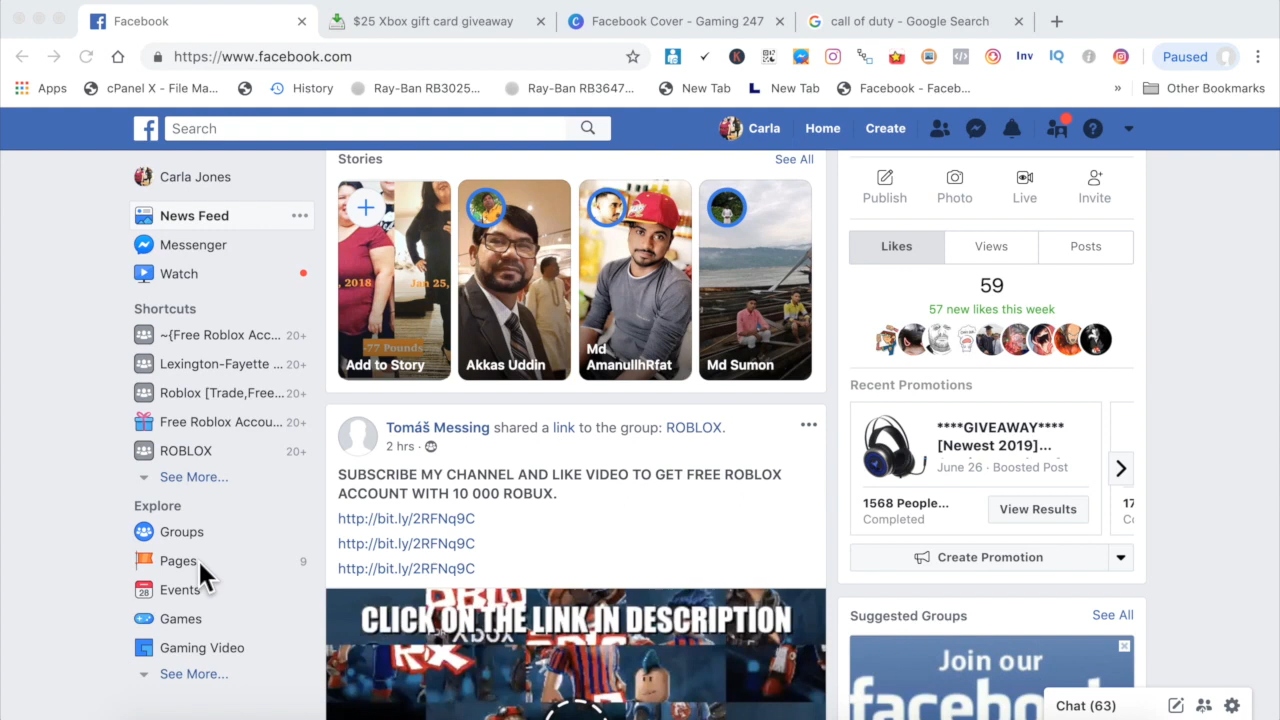 Facebook
$25 Xbox gift card giveaway
Facebook Cover - Gaming 247
call of duty - Google Search
https://www.facebook.com
Inv
IQ
Paused
Apps
cPanel X - File Ma...
History
Ray-Ban RB3025...
Ray-Ban RB3647...
New Tab
New Tab
Facebook - Faceb...
»
Other Bookmarks
Search
Carla
Home
Create
Carla Jones
News Feed
Messenger
Watch
Shortcuts
~{Free Roblox Acc... 20+
Lexington-Fayette ... 20+
Roblox [Trade,Free... 20+
Free Roblox Accou... 20+
ROBLOX 20+
See More...
Explore
Groups
Pages 9
Events
28
Games
Gaming Video
See More...
Stories
See All
, 2018
Jan 25,
-77 Pounds
Add to Story
Akkas Uddin
Md
AmanullhRfat
Md Sumon
Tomáš Messing shared a link to the group: ROBLOX.
2 hrs ·
SUBSCRIBE MY CHANNEL AND LIKE VIDEO TO GET FREE ROBLOX
ACCOUNT WITH 10 000 ROBUX.
http://bit.ly/2RFNq9C
http://bit.ly/2RFNq9C
http://bit.ly/2RFNq9C
CLICK ON THE LINK IN DESCRIPTION
Publish
Photo
Live
Invite
Likes
Views
Posts
59
57 new likes this week
Recent Promotions
****GIVEAWAY****
[Newest 2019]...
June 26 · Boosted Post
1568 People...
Completed
View Results
Create Promotion
Suggested Groups
See All
Join our
Chat (63)